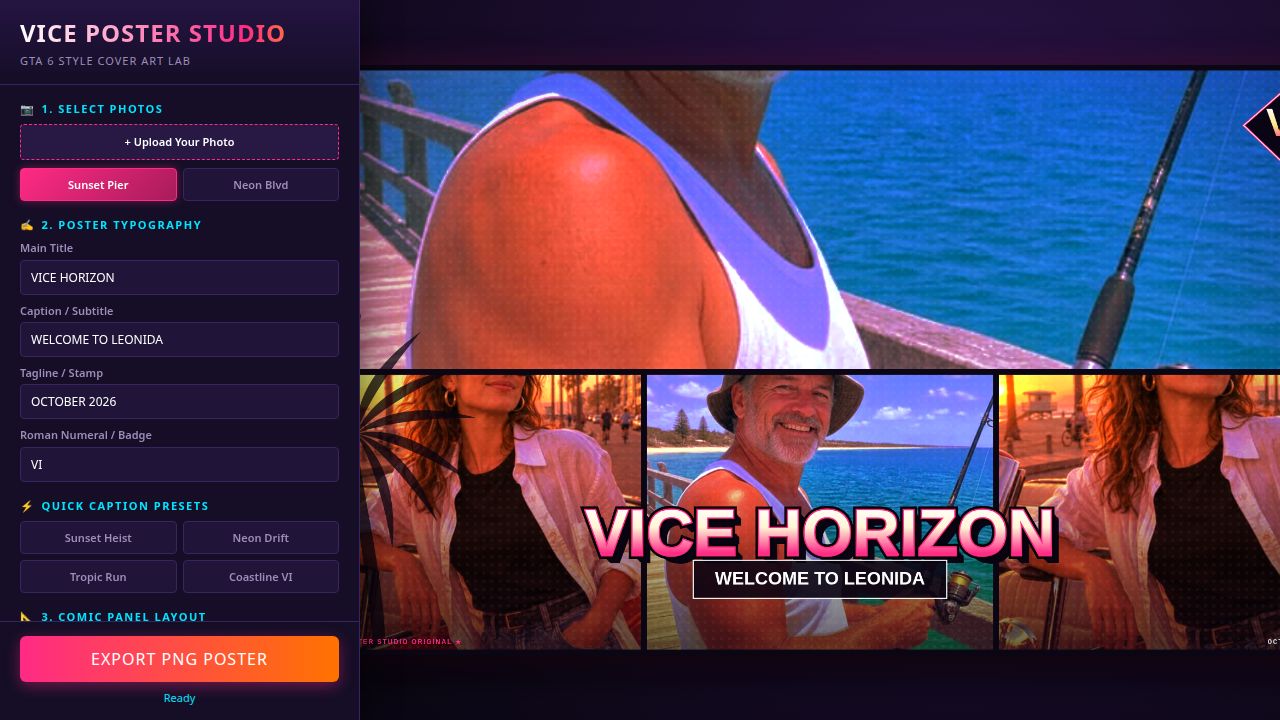 VICE POSTER STUDIO
GTA 6 STYLE COVER ART LAB
1. SELECT PHOTOS
+ Upload Your Photo
Sunset Pier
Neon Blvd
2. POSTER TYPOGRAPHY
Main Title
VICE HORIZON
Caption / Subtitle
WELCOME TO LEONIDA
Tagline / Stamp
OCTOBER 2026
Roman Numeral / Badge
VI
QUICK CAPTION PRESETS
Sunset Heist
Neon Drift
Tropic Run
Coastline VI
3. COMIC PANEL LAYOUT
EXPORT PNG POSTER
Ready
VICE HORIZON
WELCOME TO LEONIDA
STUDIO ORIGINAL ★